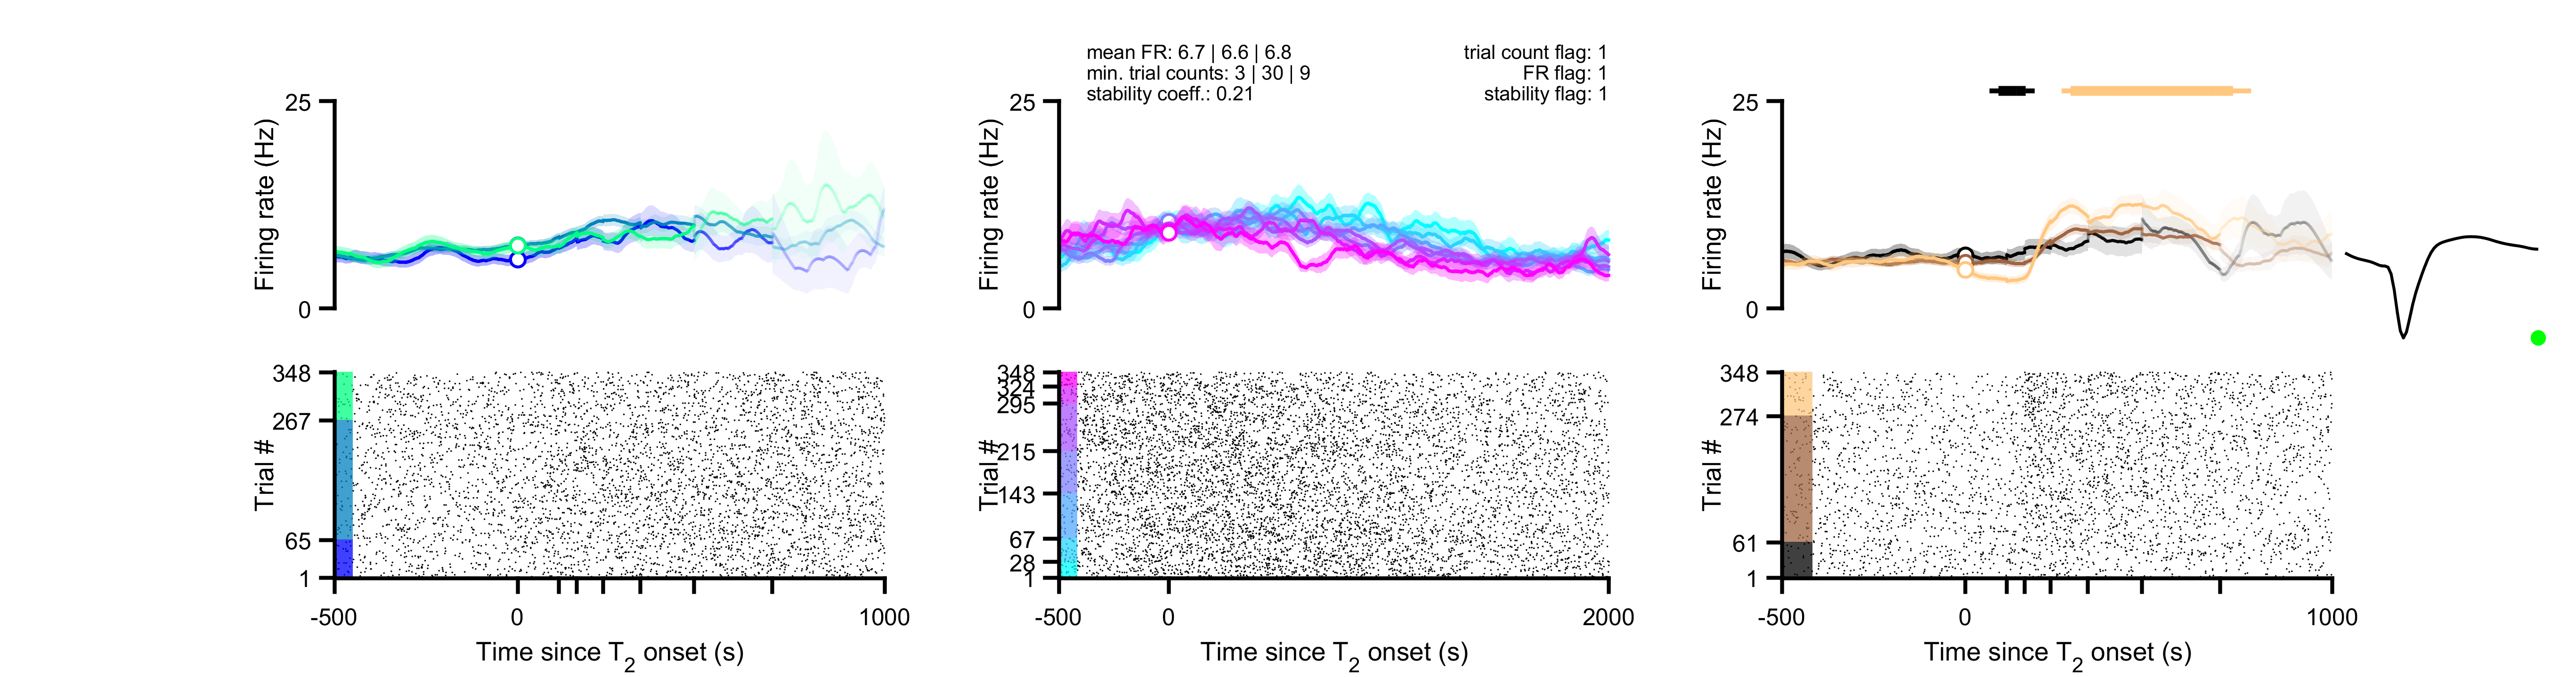 mean FR: 6.7 | 6.6 | 6.8
min. trial counts: 3 | 30 | 9
stability coeff.: 0.21
trial count flag: 1
FR flag: 1
stability flag: 1
25
0
Firing rate (Hz)
348
267
65
1
Trial #
-500
0
1000
Time since T2 onset (s)
25
0
Firing rate (Hz)
348
324
295
215
143
67
28
1
Trial #
-500
0
2000
Time since T2 onset (s)
25
0
Firing rate (Hz)
348
274
61
1
Trial #
-500
0
1000
Time since T2 onset (s)